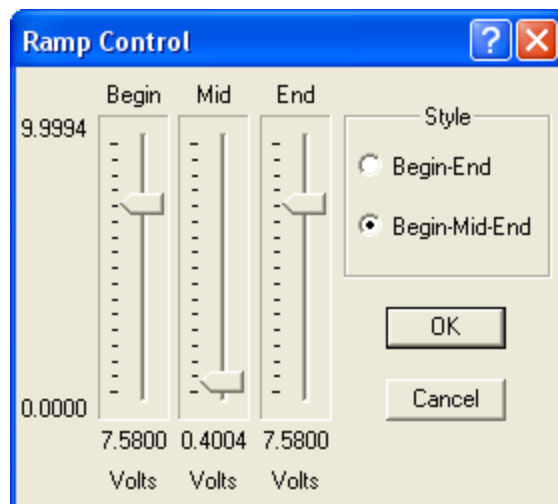 Ramp Control
Begin Mid End
9.9994
0.0000
7.5800 0.4004 7.5800
Volts Volts Volts
Style
Begin-End
Begin-Mid-End
OK
Cancel